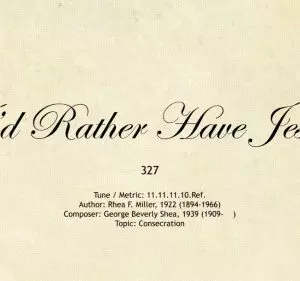 'd Rather Have Jes
327
Tune / Metric: 11.11.11.10.Ref.
Author: Rhea F. Miller, 1922 (1894-1966)
Composer: George Beverly Shea, 1939 (1909- )
Topic: Consecration